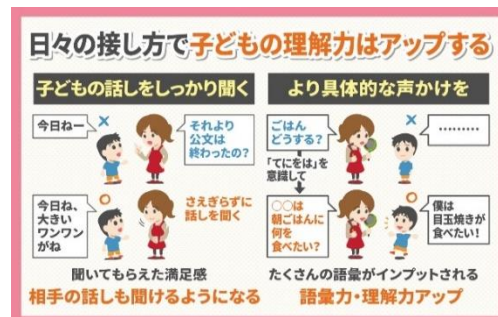 日々の接し方で子どもの理解力はアップする
子どもの話しをしっかり聞く
今日ねー
×
それより
公文は
終わったの?
今日ね、
大きい
ワンワン
がね
○
さえぎらずに
話しを聞く
聞いてもらえた満足感
相手の話しも聞けるようになる
より具体的な声かけを
ごはん
どうする?
×
………
「てにをは」を
意識して
○○は
朝ごはんに
何を
食べたい?
○
僕は
目玉焼きが
食べたい!
たくさんの語彙がインプットされる
語彙力・理解力アップ